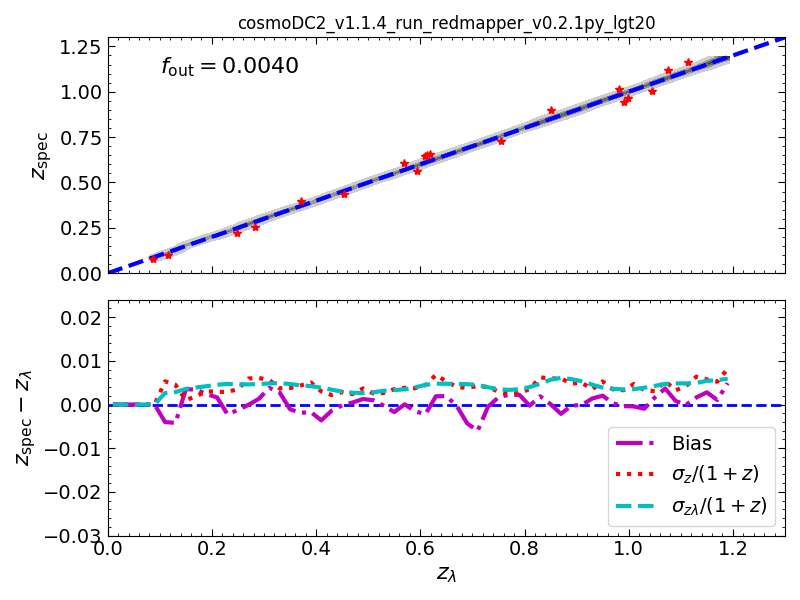 cosmoDC2_v1.1.4_run_redmapper_v0.2.1py_lgt20
f_out = 0.0040
1.25
1.00
0.75
0.50
0.25
0.00
z_spec
0.02
0.01
0.00
−0.01
−0.02
−0.03
z_spec − z_λ
Bias
σ_z/(1 + z)
σ_zλ/(1 + z)
0.0 0.2 0.4 0.6 0.8 1.0 1.2
z_λ